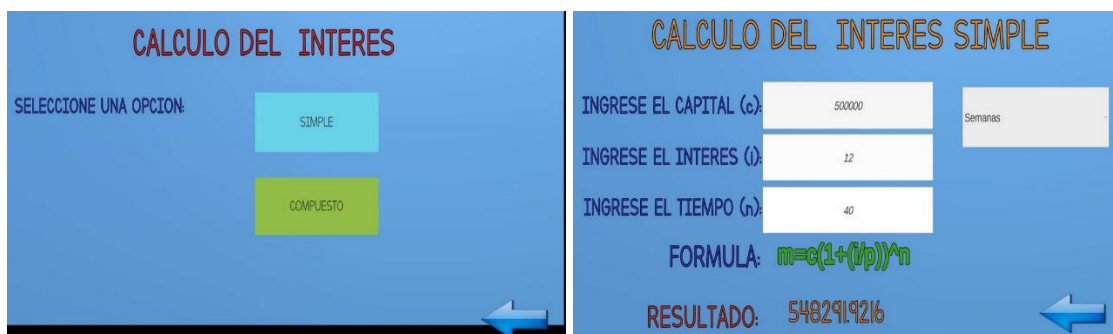 CALCULO DEL INTERES
SELECCIONE UNA OPCION:
SIMPLE
COMPUESTO
CALCULO DEL INTERES SIMPLE
INGRESE EL CAPITAL (c): 500000
Semanas
INGRESE EL INTERES (i): 12
INGRESE EL TIEMPO (n): 40
FORMULA: m=c(1+(i/p))^n
RESULTADO: 548291.9216